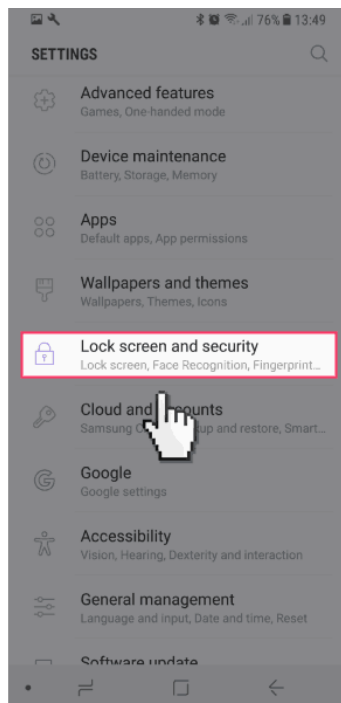 76% 13:49
SETTINGS
Advanced features
Games, One-handed mode
Device maintenance
Battery, Storage, Memory
Apps
Default apps, App permissions
Wallpapers and themes
Wallpapers, Themes, Icons
Lock screen and security
Lock screen, Face Recognition, Fingerprint...
Cloud and
Samsung up and restore, Smart...
Google
Google settings
Accessibility
Vision, Hearing, Dexterity and interaction
General management
Language and input, Date and time, Reset
Software update